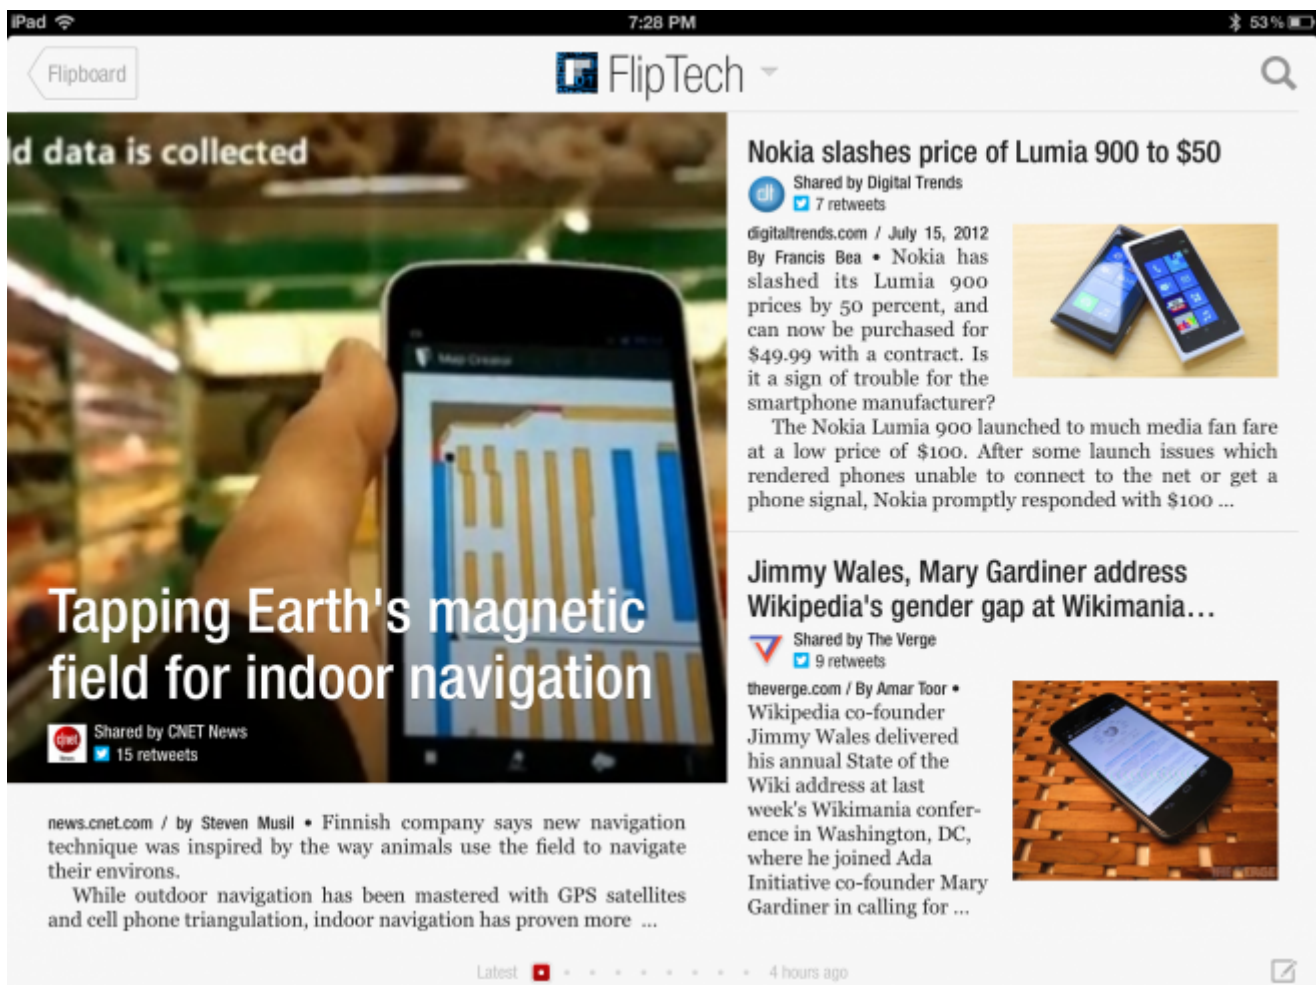 iPad
7:28 PM
53%
Flipboard
FlipTech
ld data is collected
Map Creator
Tapping Earth's magnetic
field for indoor navigation
cnet
News
Shared by CNET News
15 retweets
news.cnet.com / by Steven Musil • Finnish company says new navigation
technique was inspired by the way animals use the field to navigate
their environs.
While outdoor navigation has been mastered with GPS satellites
and cell phone triangulation, indoor navigation has proven more ...
Nokia slashes price of Lumia 900 to $50
dt
Shared by Digital Trends
7 retweets
digitaltrends.com / July 15, 2012
By Francis Bea • Nokia has
slashed its Lumia 900
prices by 50 percent, and
can now be purchased for
$49.99 with a contract. Is
it a sign of trouble for the
smartphone manufacturer?
The Nokia Lumia 900 launched to much media fan fare
at a low price of $100. After some launch issues which
rendered phones unable to connect to the net or get a
phone signal, Nokia promptly responded with $100 ...
Jimmy Wales, Mary Gardiner address
Wikipedia's gender gap at Wikimania...
Shared by The Verge
9 retweets
theverge.com / By Amar Toor •
Wikipedia co-founder
Jimmy Wales delivered
his annual State of the
Wiki address at last
week's Wikimania confer-
ence in Washington, DC,
where he joined Ada
Initiative co-founder Mary
Gardiner in calling for ...
THE VERGE
Latest
4 hours ago